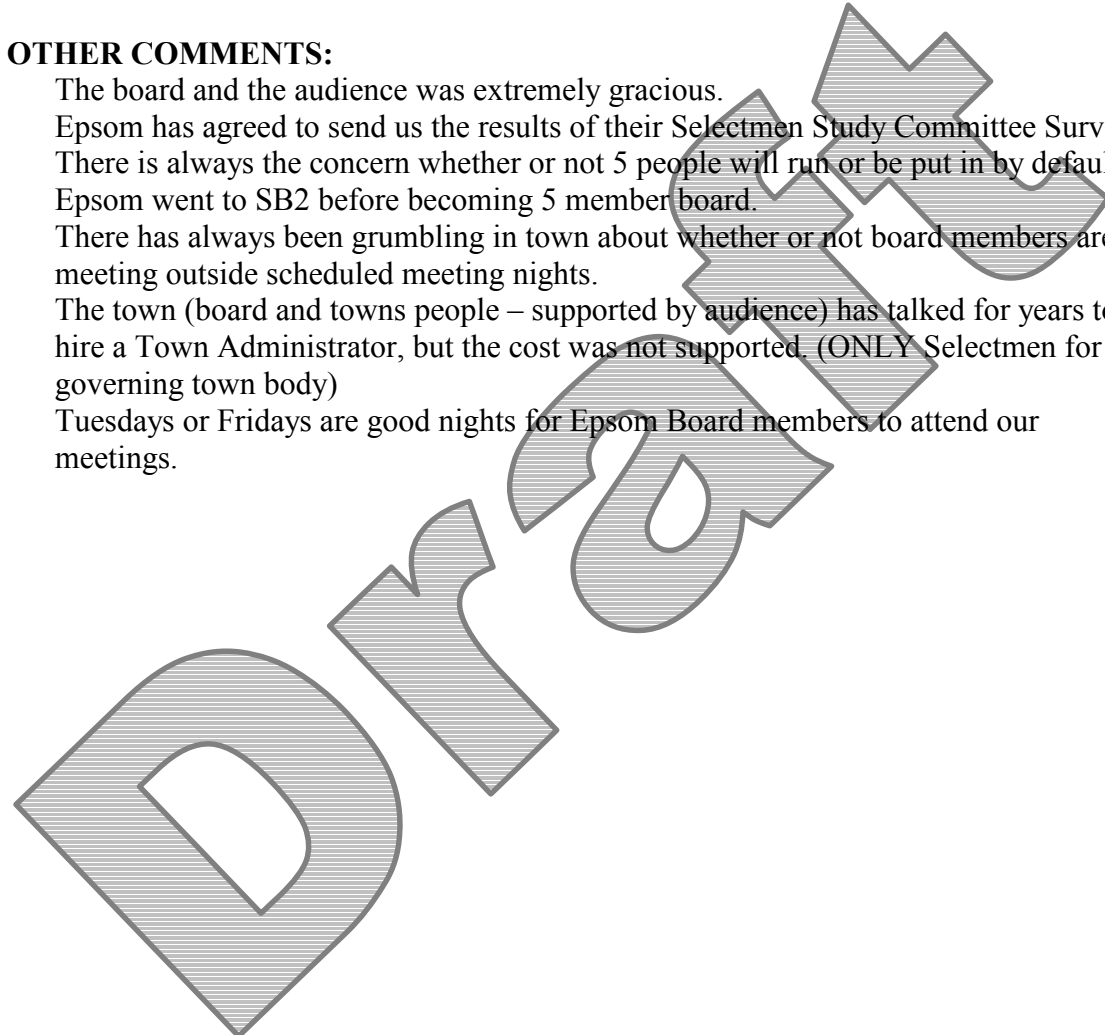 OTHER COMMENTS:
The board and the audience was extremely gracious.
Epsom has agreed to send us the results of their Selectmen Study Committee Surv
There is always the concern whether or not 5 people will run or be put in by defau
Epsom went to SB2 before becoming 5 member board.
There has always been grumbling in town about whether or not board members are
meeting outside scheduled meeting nights.
The town (board and towns people – supported by audience) has talked for years to
hire a Town Administrator, but the cost was not supported. (ONLY Selectmen for
governing town body)
Tuesdays or Fridays are good nights for Epsom Board members to attend our
meetings.
Draft